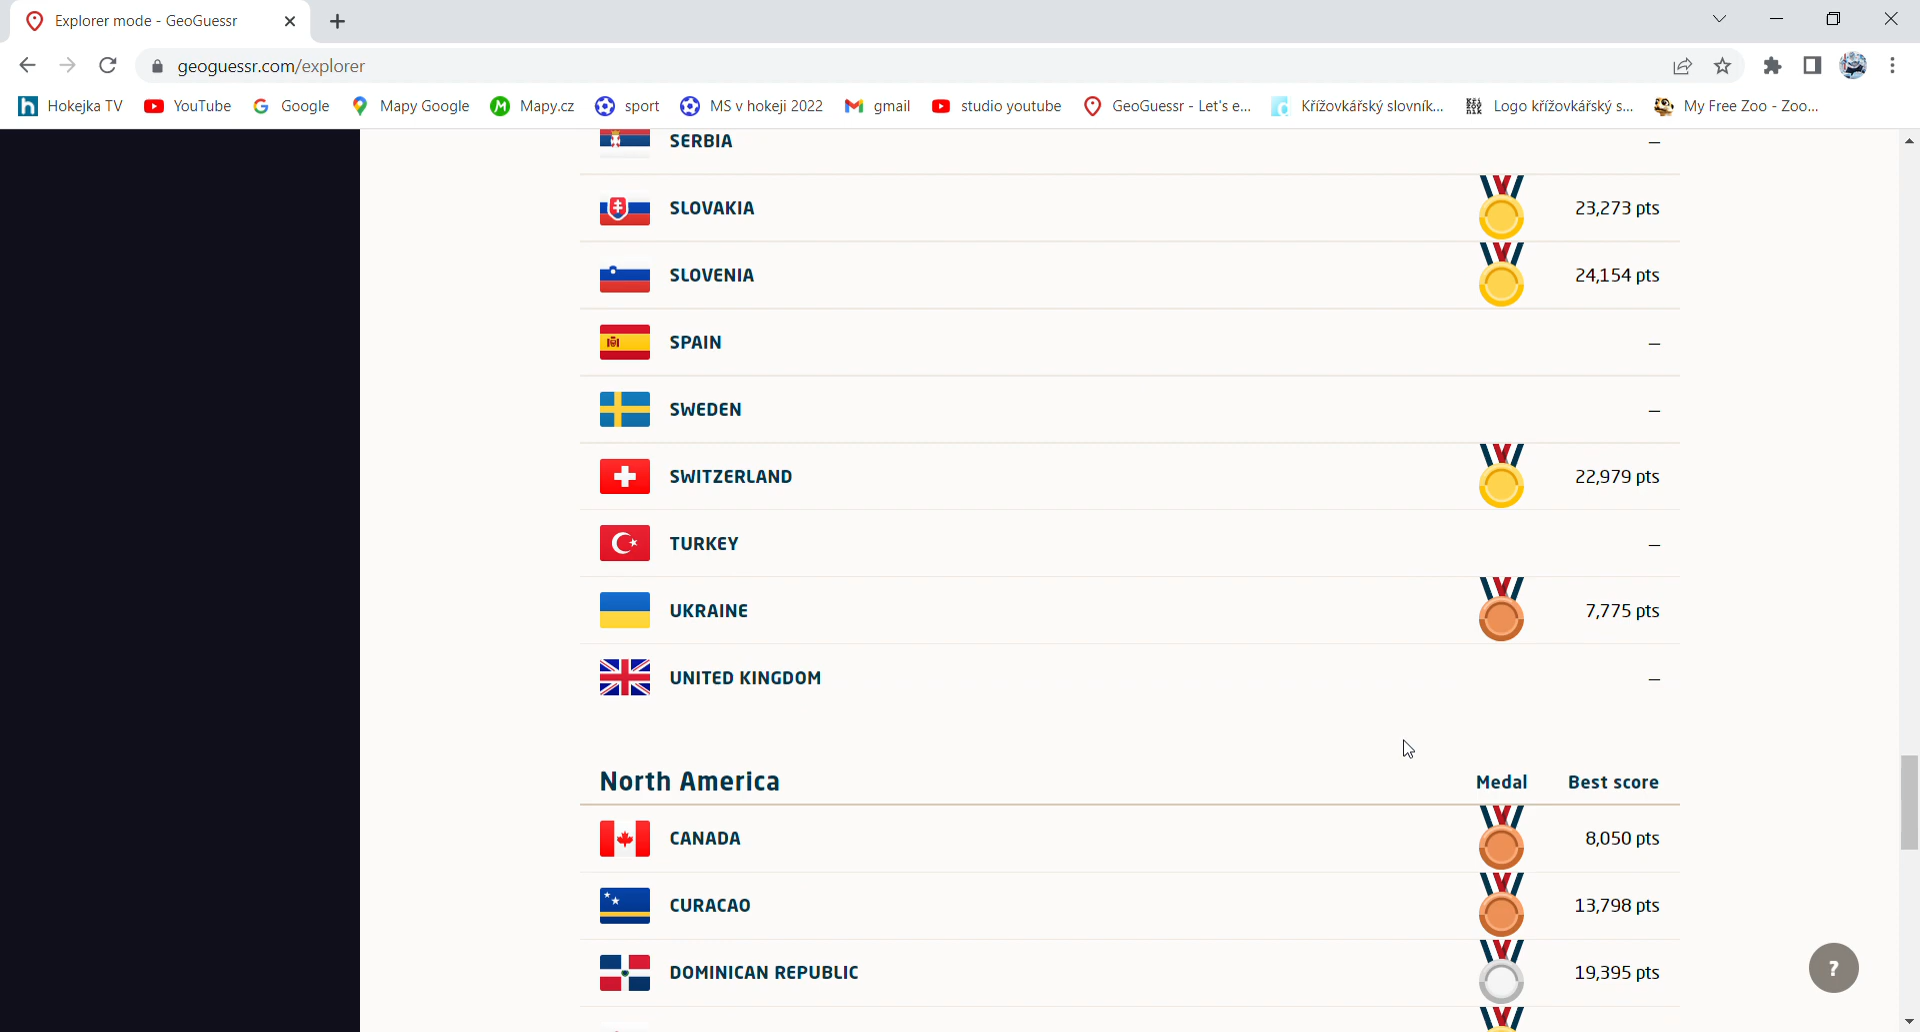 Explorer mode - GeoGuessr
geoguessr.com/explorer
Hokejka TV YouTube Google Mapy Google Mapy.cz sport MS v hokeji 2022 gmail studio youtube GeoGuessr - Let's e... Křížovkářský slovník... Logo křížovkářský s... My Free Zoo - Zoo...
SERBIA –
SLOVAKIA 23,273 pts
SLOVENIA 24,154 pts
SPAIN –
SWEDEN –
SWITZERLAND 22,979 pts
TURKEY –
UKRAINE 7,775 pts
UNITED KINGDOM –
North America Medal Best score
CANADA 8,050 pts
CURACAO 13,798 pts
DOMINICAN REPUBLIC 19,395 pts
?